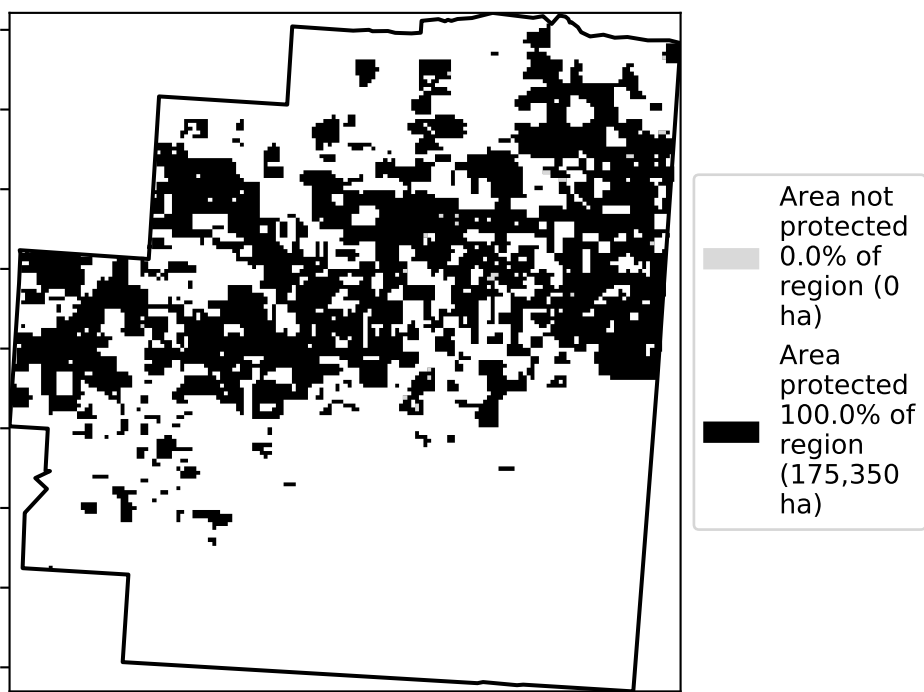 Area not
protected
0.0% of
region (0
ha)
Area
protected
100.0% of
region
(175,350
ha)